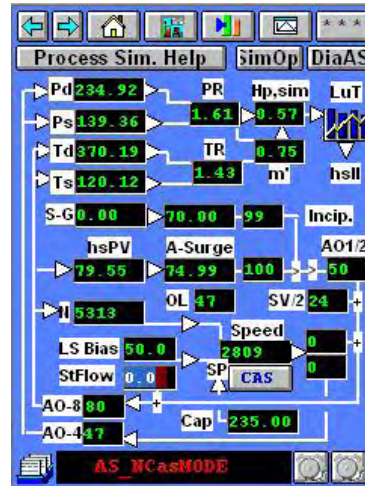 * * *
Process Sim. Help SimOp DiaAS
Pd 234.92 PR Hp,sim LuT
Ps 139.36 1.61 0.57
Td 370.19 TR 0.75
Ts 120.12 1.43 m' hsll
S-G 0.00 70.00 99 Incip.
hsPV A-Surge AO1/2
79.55 74.99 100 > > 50
OL 47 SV/2 24 +
N 5313 Speed
LS Bias 50.0 2809 0 +
StFlow 0.0 SP CAS 0
AO-8 80 +
AO-4 47 Cap 235.00
AS_NCasMODE